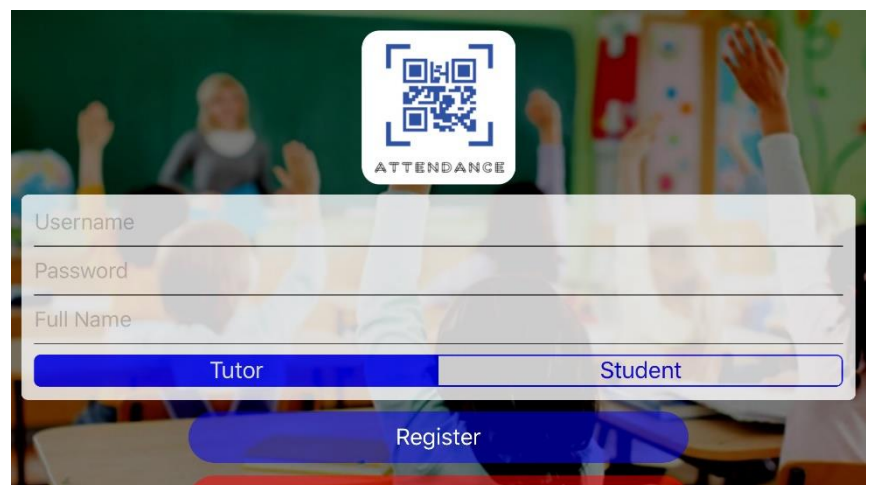 ATTENDANCE
Username
Password
Full Name
Tutor Student
Register